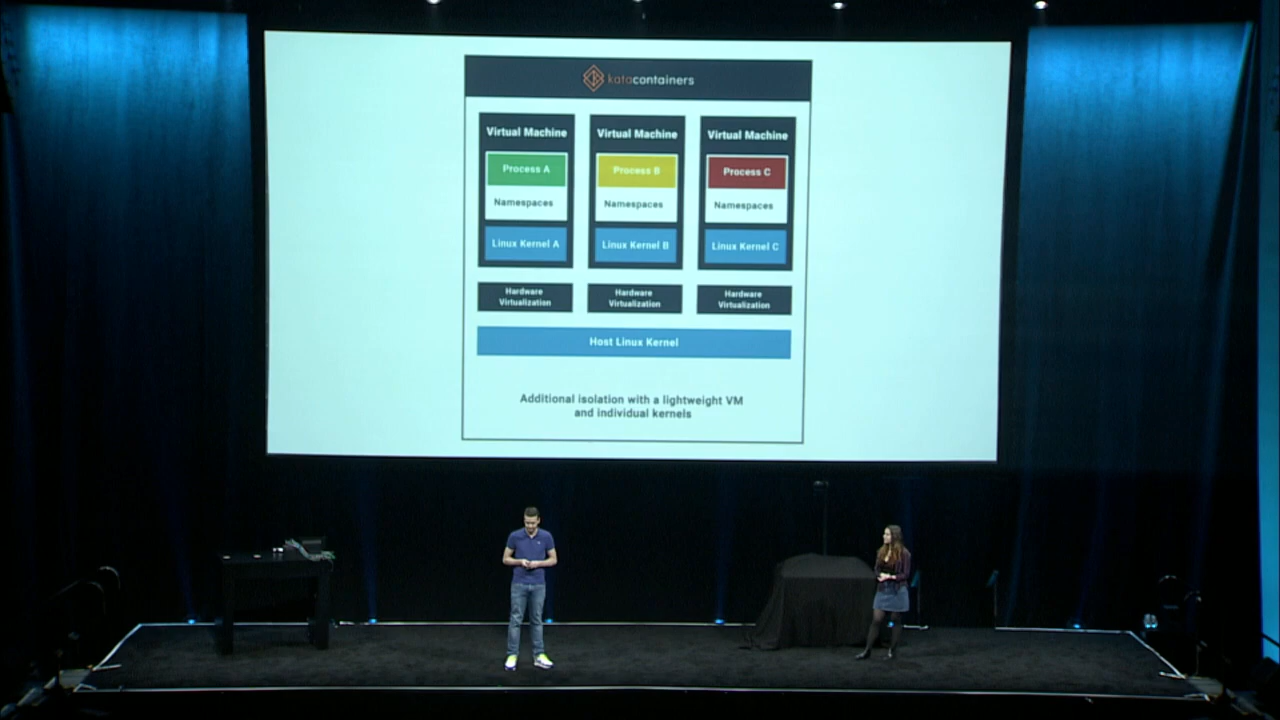 katacontainers
Virtual Machine
Process A
Namespaces
Linux Kernel A
Hardware
Virtualization
Virtual Machine
Process B
Namespaces
Linux Kernel B
Hardware
Virtualization
Virtual Machine
Process C
Namespaces
Linux Kernel C
Hardware
Virtualization
Host Linux Kernel
Additional isolation with a lightweight VM
and individual kernels